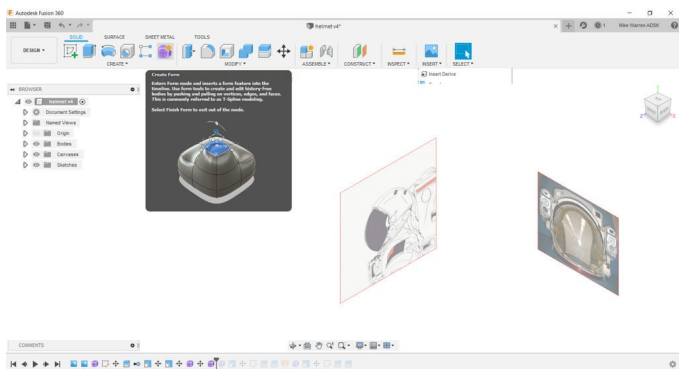 Autodesk Fusion 360
helmet v4*
1
Mike Warren ADSK
SOLID
SURFACE
SHEET METAL
TOOLS
DESIGN
CREATE
MODIFY
ASSEMBLE
CONSTRUCT
INSPECT
INSERT
SELECT
Create Form
Enters Form mode and inserts a form feature into the
timeline. Use form tools to create and edit history-free
bodies by pushing and pulling on vertices, edges, and faces.
This is commonly referred to as T-Spline modeling.
Select Finish Form to exit out of the mode.
Insert Derive
BROWSER
helmet v4
Document Settings
Named Views
Origin
Bodies
Canvases
Sketches
Z
COMMENTS